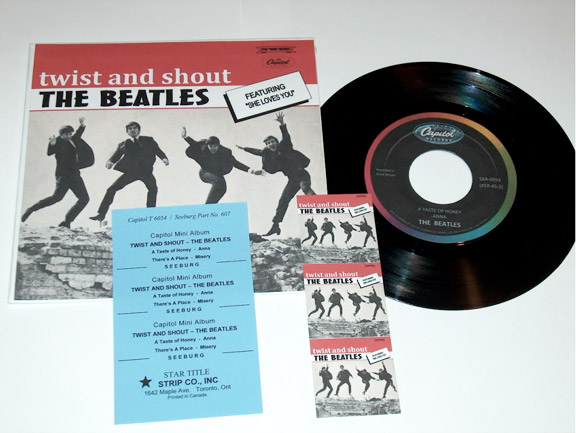 Capitol
twist and shout
THE BEATLES
FEATURING
"SHE LOVES YOU"
Capitol
RECORDS
SXA-6054
A TASTE OF HONEY
ANNA
THE BEATLES
Capitol T 6054 / Seeburg Part No. 607
Capitol Mini Album
TWIST AND SHOUT – THE BEATLES
A Taste of Honey - Anna
There's A Place - Misery
SEEBURG
Capitol Mini Album
TWIST AND SHOUT – THE BEATLES
A Taste of Honey - Anna
There's A Place - Misery
SEEBURG
Capitol Mini Album
TWIST AND SHOUT – THE BEATLES
A Taste of Honey - Anna
There's A Place - Misery
SEEBURG
STAR TITLE
STRIP CO., INC
1642 Maple Ave. Toronto, Ont
Printed in Canada
twist and shout
THE BEATLES
twist and shout
THE BEATLES
twist and shout
THE BEATLES